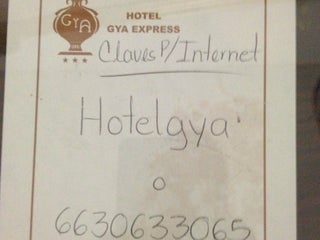 GYA
HOTEL
GYA EXPRESS
★★★
Claves P/ Internet
Hotelgya
o
6630633065